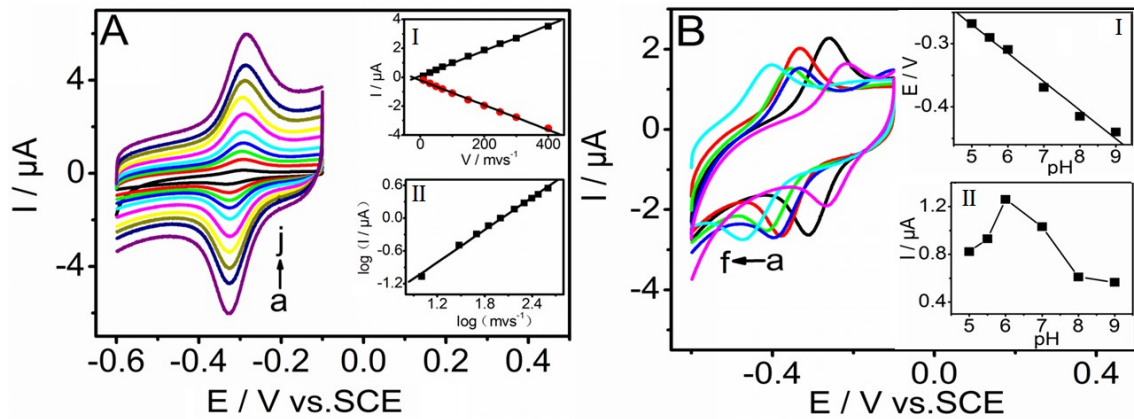 A
I / μA
4
0
-4
-0.6
-0.4
-0.2
0.0
0.2
0.4
E / V vs.SCE
j
a
I
I / μA
4
2
0
-2
-4
0
100
200
300
400
V / mvs⁻¹
II
log (I / μA)
0.6
0.0
-0.6
-1.2
1.2
1.8
2.4
log (mvs⁻¹)
B
I / μA
2
0
-2
-4
-0.4
0.0
0.4
E / V vs.SCE
f
a
I
E / V
-0.3
-0.4
5
6
7
8
9
pH
II
I / μA
1.2
0.8
0.4
5
6
7
8
9
pH